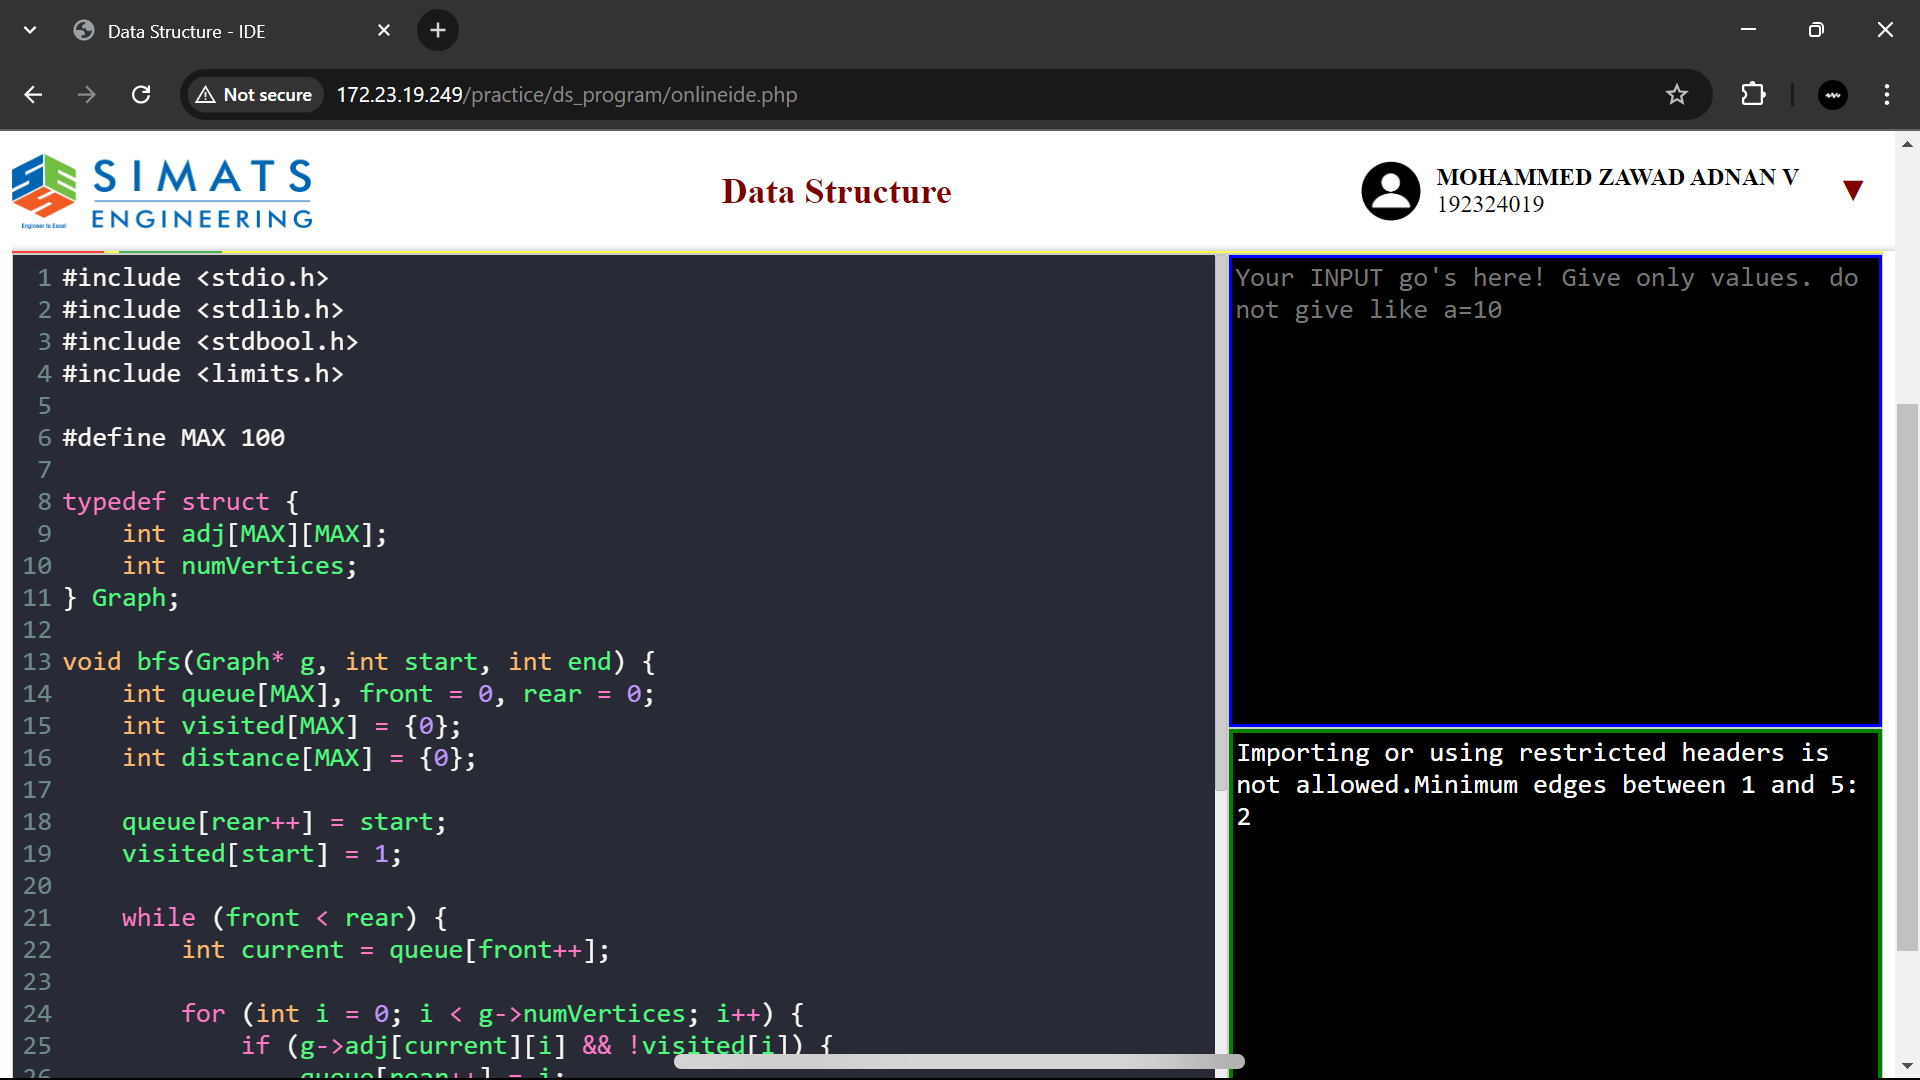 Data Structure - IDE
Not secure
172.23.19.249/practice/ds_program/onlineide.php
SIMATS
ENGINEERING
Engineer to Excel
Data Structure
MOHAMMED ZAWAD ADNAN V
192324019
1 #include <stdio.h>
2 #include <stdlib.h>
3 #include <stdbool.h>
4 #include <limits.h>
5
6 #define MAX 100
7
8 typedef struct {
9     int adj[MAX][MAX];
10     int numVertices;
11 } Graph;
12
13 void bfs(Graph* g, int start, int end) {
14     int queue[MAX], front = 0, rear = 0;
15     int visited[MAX] = {0};
16     int distance[MAX] = {0};
17
18     queue[rear++] = start;
19     visited[start] = 1;
20
21     while (front < rear) {
22         int current = queue[front++];
23
24         for (int i = 0; i < g->numVertices; i++) {
25             if (g->adj[current][i] && !visited[i]) {
26                 queue[rear++] = i;
Your INPUT go's here! Give only values. do
not give like a=10
Importing or using restricted headers is
not allowed.Minimum edges between 1 and 5:
2